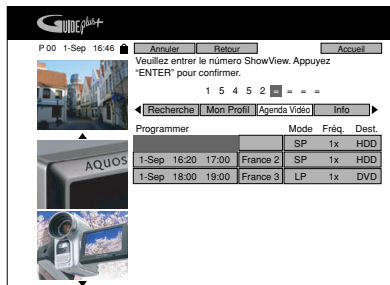 GUIDE plus+
P 00 1-Sep 16:46 Annuler Retour Accueil
Veuillez entrer le numéro ShowView. Appuyez
"ENTER" pour confirmer.
1 5 4 5 2 = = = =
Recherche Mon Profil Agenda Vidéo Info
Programmer Mode Fréq. Dest.
SP 1x HDD
1-Sep 16:20 17:00 France 2 SP 1x HDD
1-Sep 18:00 19:00 France 3 LP 1x DVD
AQUOS